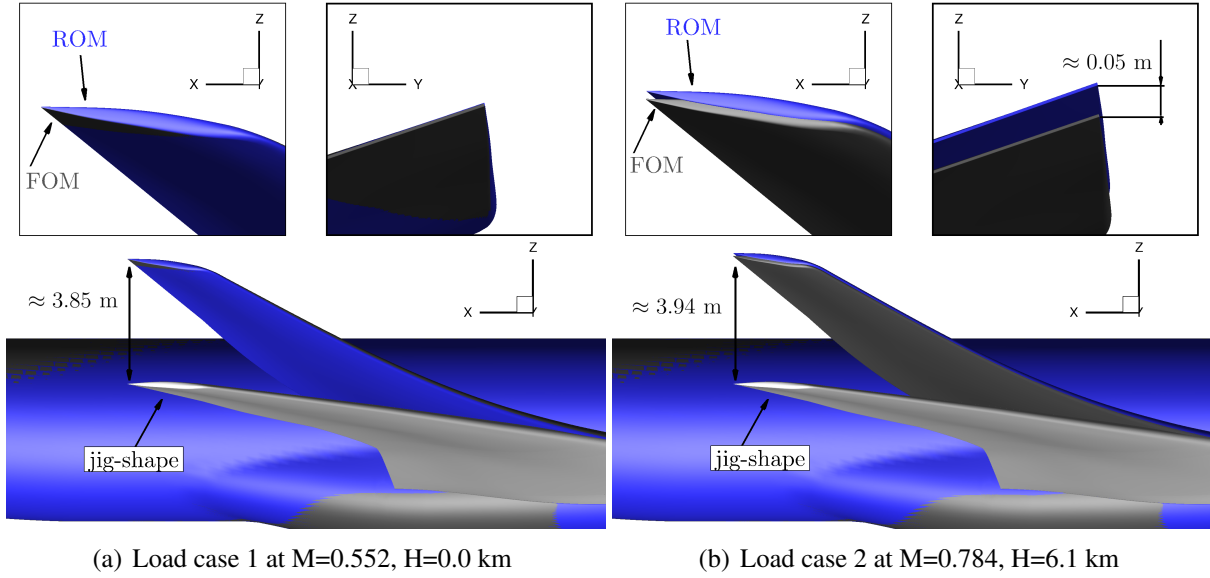 ROM
FOM
Z
X
Y
Z
X
Y
≈ 3.85 m
Z
X
Y
jig-shape
(a) Load case 1 at M=0.552, H=0.0 km
ROM
FOM
Z
X
Y
Z
X
Y
≈ 0.05 m
≈ 3.94 m
Z
X
Y
jig-shape
(b) Load case 2 at M=0.784, H=6.1 km